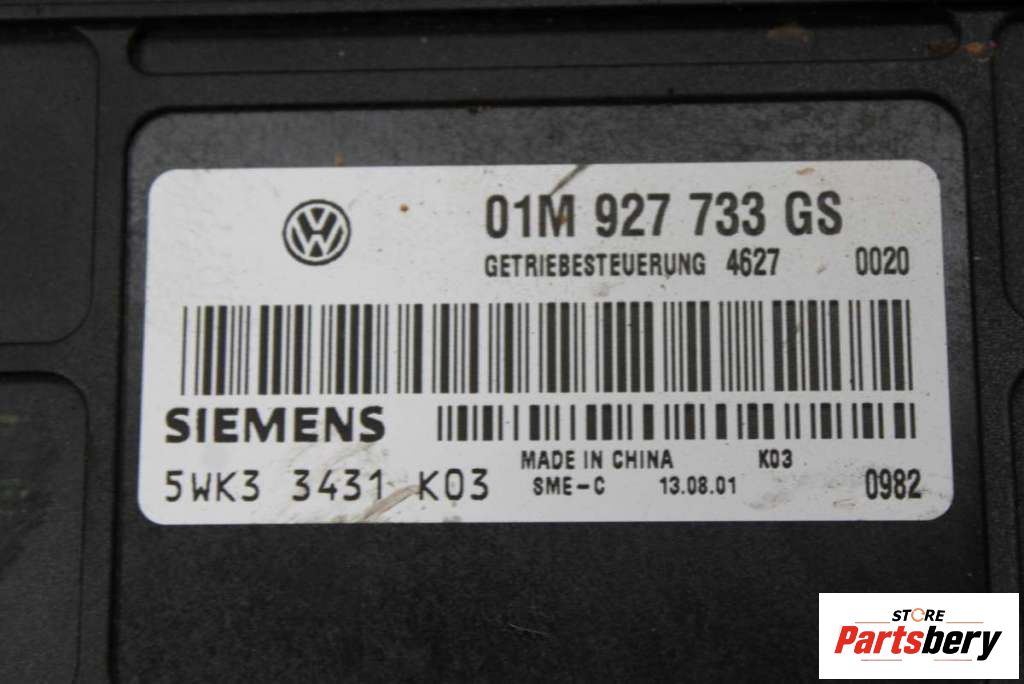 01M 927 733 GS
GETRIEBESTEUERUNG 4627 0020
SIEMENS
MADE IN CHINA K03
5WK3 3431 K03 SME-C 13.08.01 0982
STORE
Partsbery